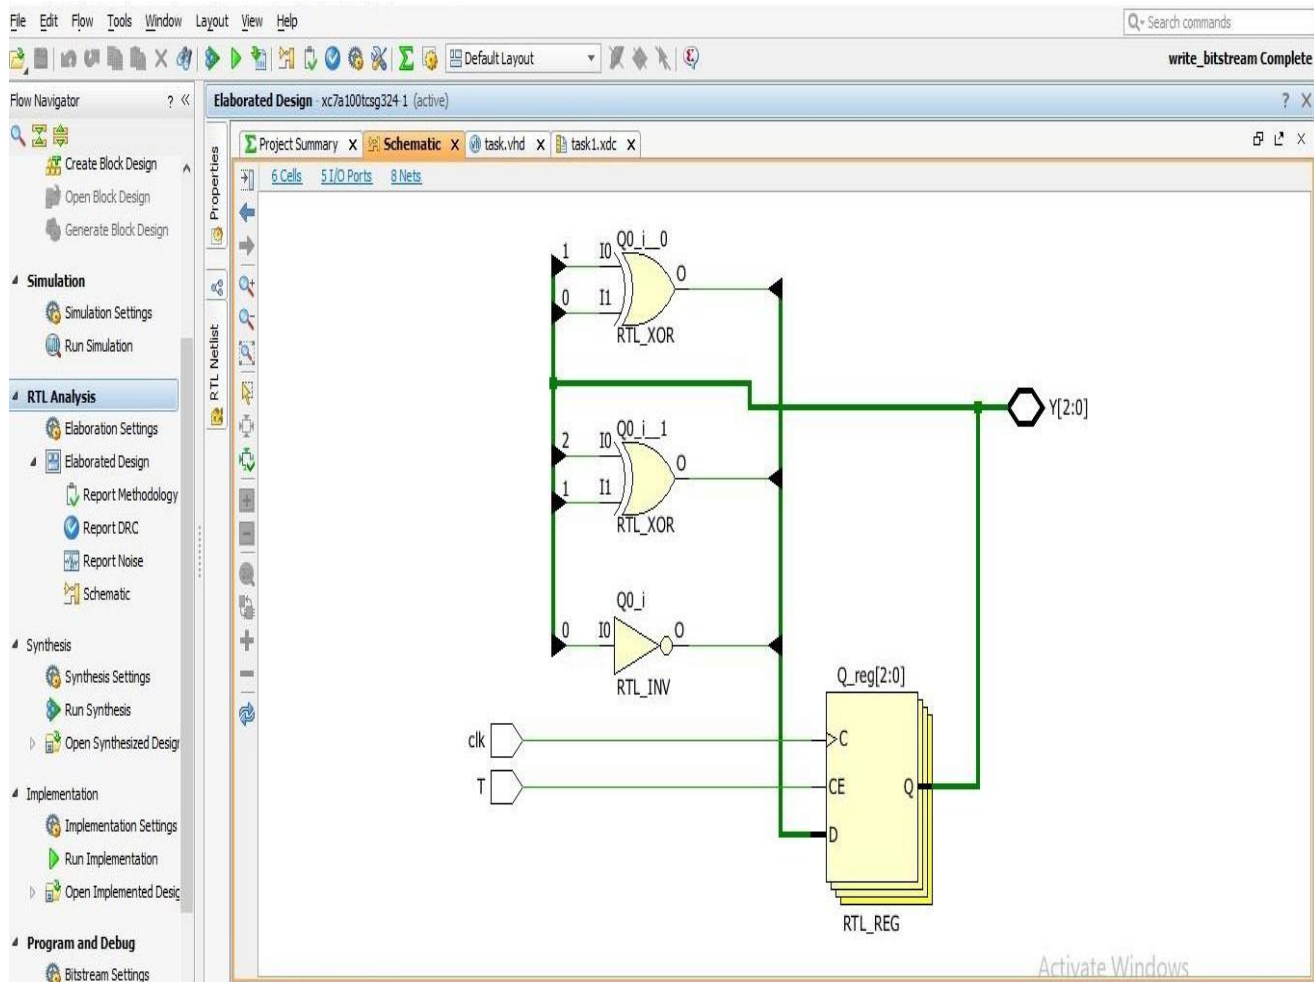 File Edit Flow Tools Window Layout View Help
Q- Search commands
Default Layout
write_bitstream Complete
Flow Navigator ? «
Elaborated Design - xc7a100tcsg324-1 (active) ? X
Create Block Design
Open Block Design
Generate Block Design
Simulation
Simulation Settings
Run Simulation
RTL Analysis
Elaboration Settings
Elaborated Design
Report Methodology
Report DRC
Report Noise
Schematic
Synthesis
Synthesis Settings
Run Synthesis
Open Synthesized Desigr
Implementation
Implementation Settings
Run Implementation
Open Implemented Desig
Program and Debug
Bitstream Settings
Properties
RTL Netlist
Project Summary X Schematic X task.vhd X task1.xdc X
6 Cells 5 I/O Ports 8 Nets
Q0_i__0
1 I0 O
0 I1
RTL_XOR
Y[2:0]
Q0_i__1
2 I0 O
1 I1
RTL_XOR
Q0_i
0 I0 O
RTL_INV
Q_reg[2:0]
clk C
T CE Q
D
RTL_REG
Activate Windows